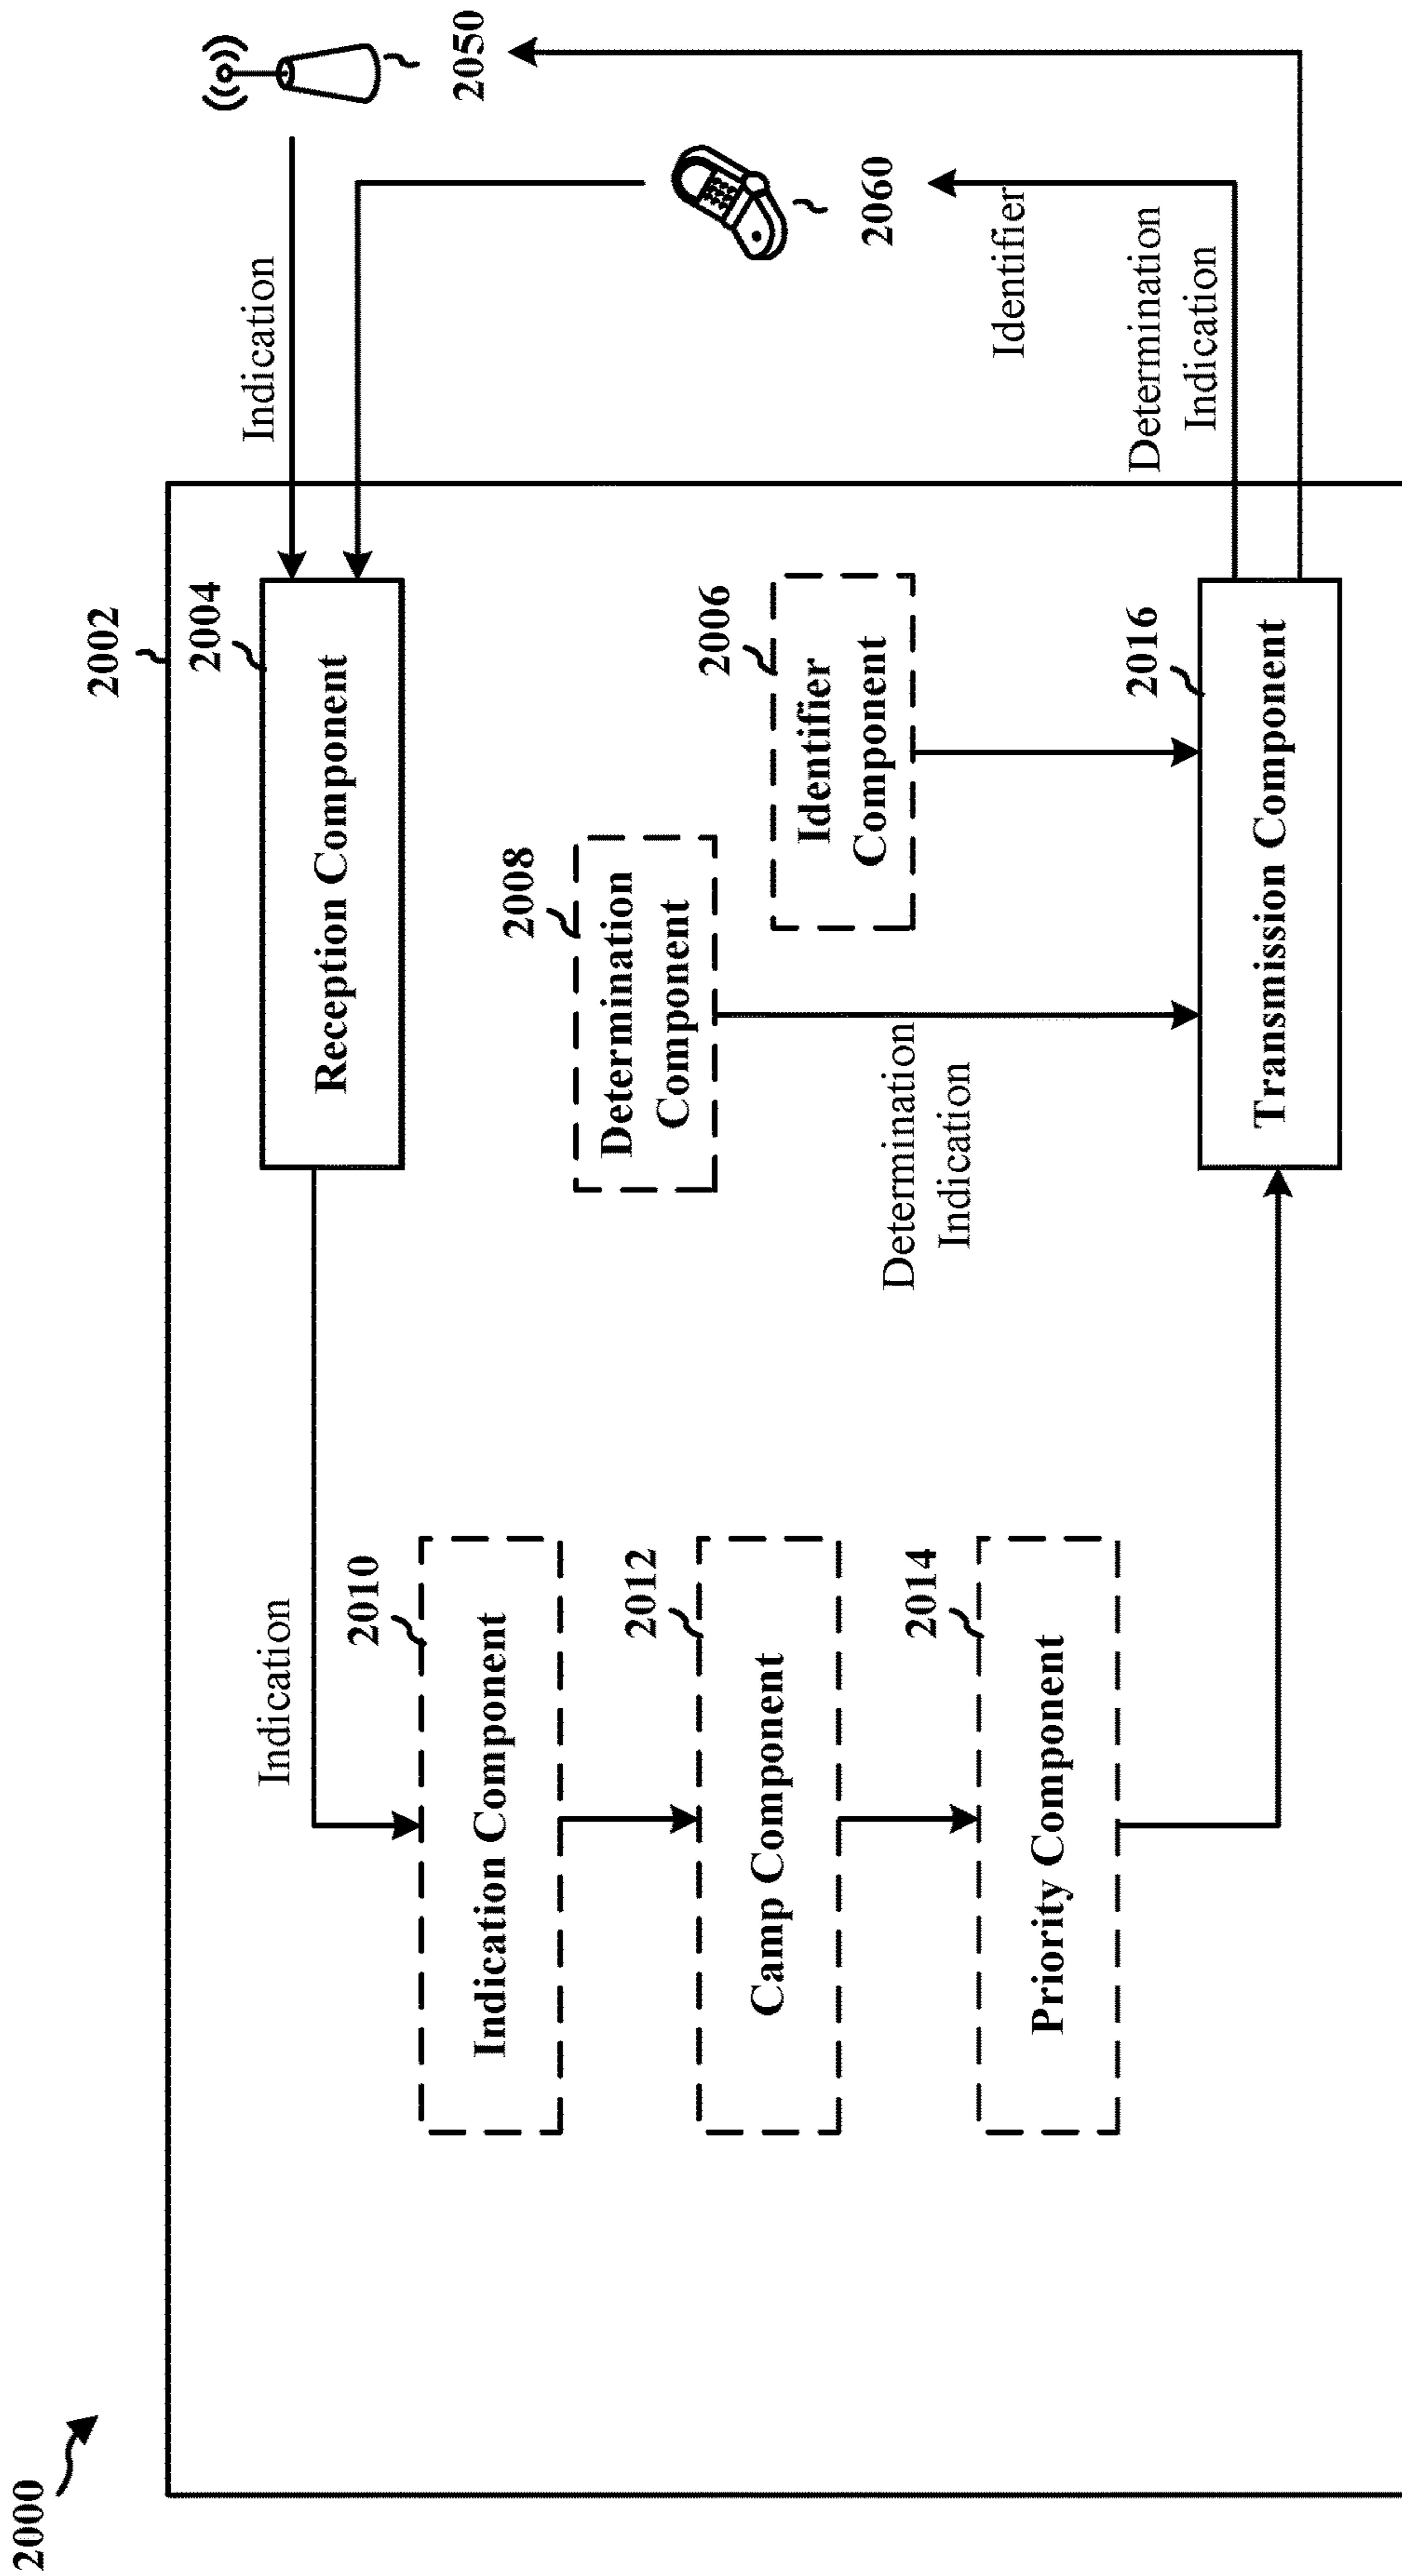 2000
2002
2004
Indication
Indication
Reception Component
2010
2050
Indication Component
2008
Determination
Component
2012
2006
Camp Component
Identifier
Component
2060
Determination
Indication
2014
Identifier
Priority Component
2016
Determination
Indication
Transmission Component